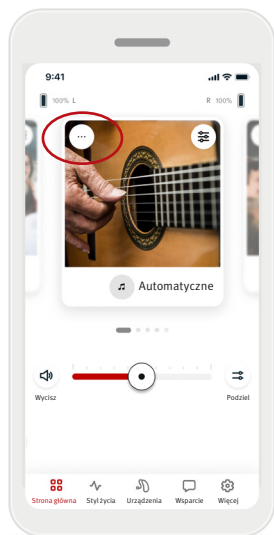 9:41
100% L
R 100%
...
Automatyczne
Wycisz
Podziel
Strona główna
Styl życia
Urządzenia
Wsparcie
Więcej